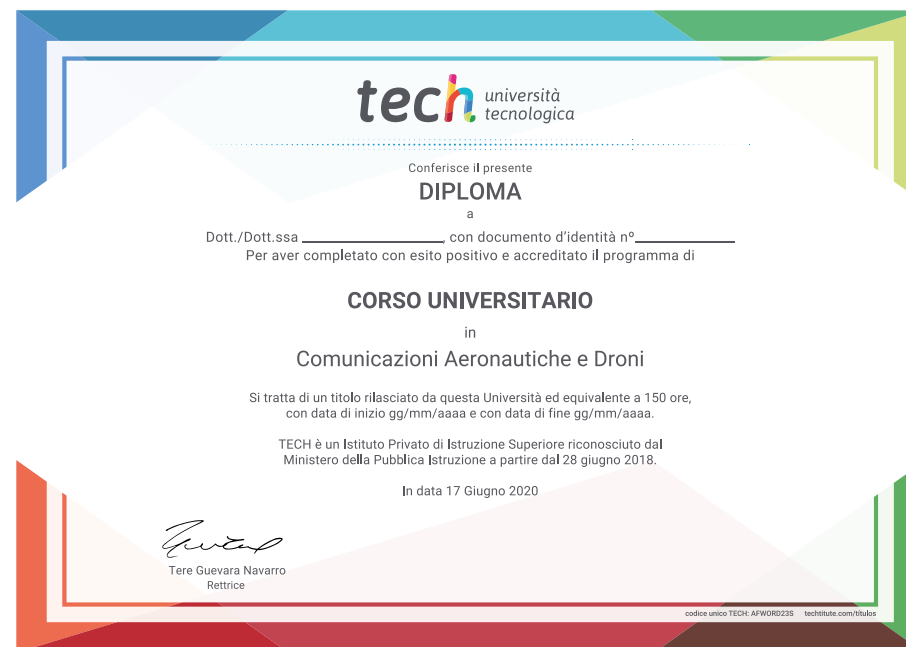 tech università
tecnologica
Conferisce il presente
DIPLOMA
a
Dott./Dott.ssa ____________, con documento d'identità nº____________
Per aver completato con esito positivo e accreditato il programma di
CORSO UNIVERSITARIO
in
Comunicazioni Aeronautiche e Droni
Si tratta di un titolo rilasciato da questa Università ed equivalente a 150 ore,
con data di inizio gg/mm/aaaa e con data di fine gg/mm/aaaa.
TECH è un Istituto Privato di Istruzione Superiore riconosciuto dal
Ministero della Pubblica Istruzione a partire dal 28 giugno 2018.
In data 17 Giugno 2020
Tere Guevara Navarro
Rettrice
codice unico TECH: AFWORD23S techtitute.com/títulos